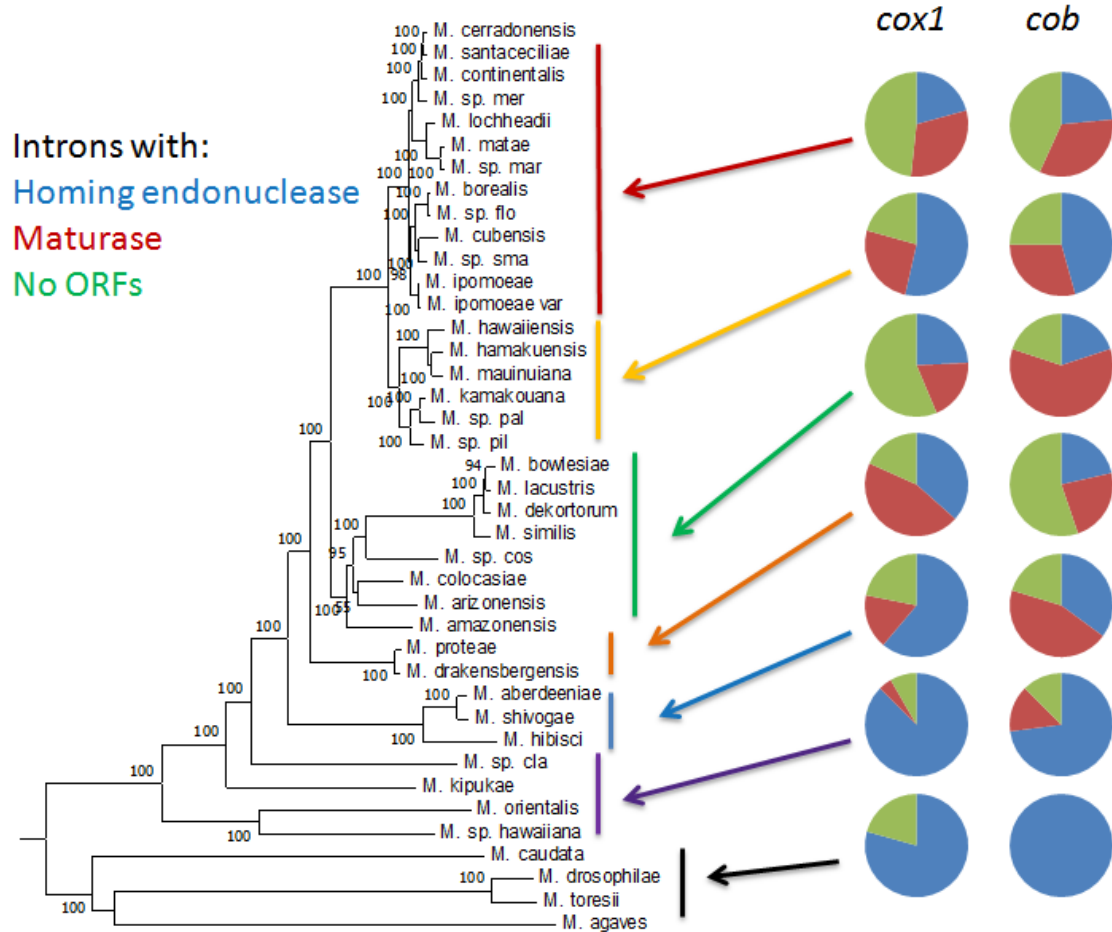 cox1 cob
Introns with:
Homing endonuclease
Maturase
No ORFs
M. cerradonensis
M. santaceciliae
M. continentalis
M. sp. mer
M. lochheadii
M. matae
M. sp. mar
M. borealis
M. sp. flo
M. cubensis
M. sp. sma
M. ipomoeae
M. ipomoeae var
M. hawaiiensis
M. hamakuensis
M. mauinuiana
M. kamakouana
M. sp. pal
M. sp. pil
M. bowlesiae
M. lacustris
M. dekortorum
M. similis
M. sp. cos
M. colocasiae
M. arizonensis
M. amazonensis
M. proteae
M. drakensbergensis
M. aberdeeniae
M. shivogae
M. hibisci
M. sp. cla
M. kipukae
M. orientalis
M. sp. hawaiiana
M. caudata
M. drosophilae
M. toresii
M. agaves
100
100
100
100
100
100
100
100
100
100
100
98
100
100
100
100
100
100
94
100
100
100
95
100
55
100
100
100
100
100
100
100
100
100
100